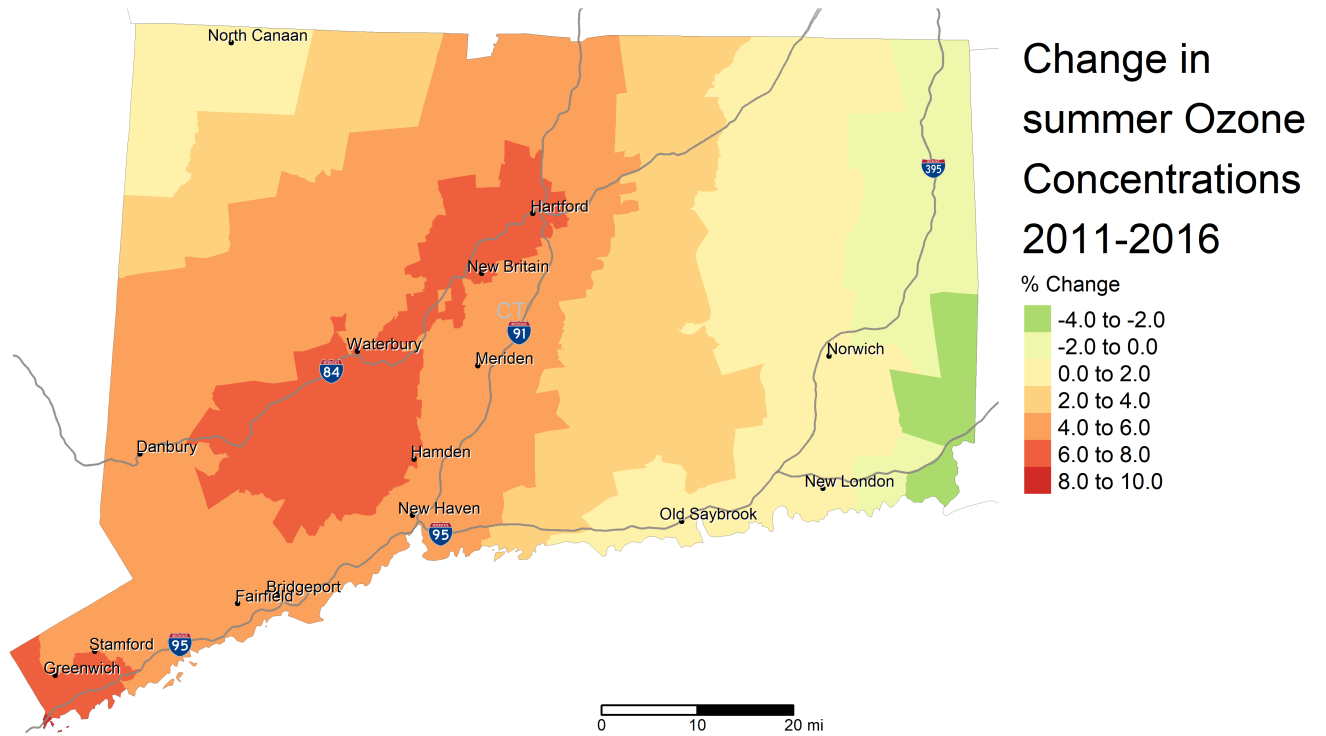 North Canaan
Change in
summer Ozone
Concentrations
2011-2016
% Change
-4.0 to -2.0
-2.0 to 0.0
0.0 to 2.0
2.0 to 4.0
4.0 to 6.0
6.0 to 8.0
8.0 to 10.0
395
Hartford
New Britain
CT
91
Waterbury
Meriden
Norwich
84
Danbury
Hamden
New London
New Haven
Old Saybrook
95
Bridgeport
Fairfield
Stamford
95
Greenwich
0 10 20 mi